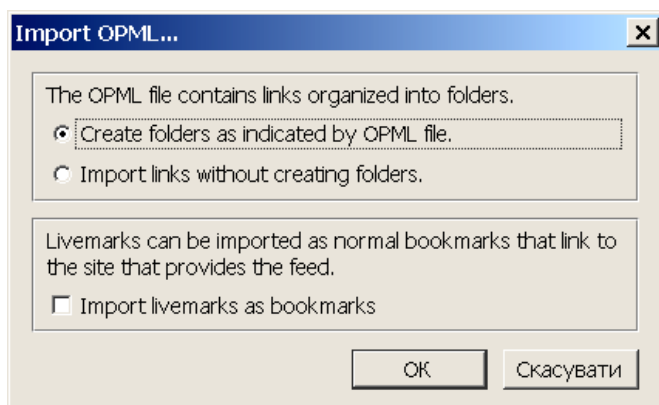 Import OPML...
The OPML file contains links organized into folders.
Create folders as indicated by OPML file.
Import links without creating folders.
Livemarks can be imported as normal bookmarks that link to
the site that provides the feed.
Import livemarks as bookmarks
ОК
Скасувати